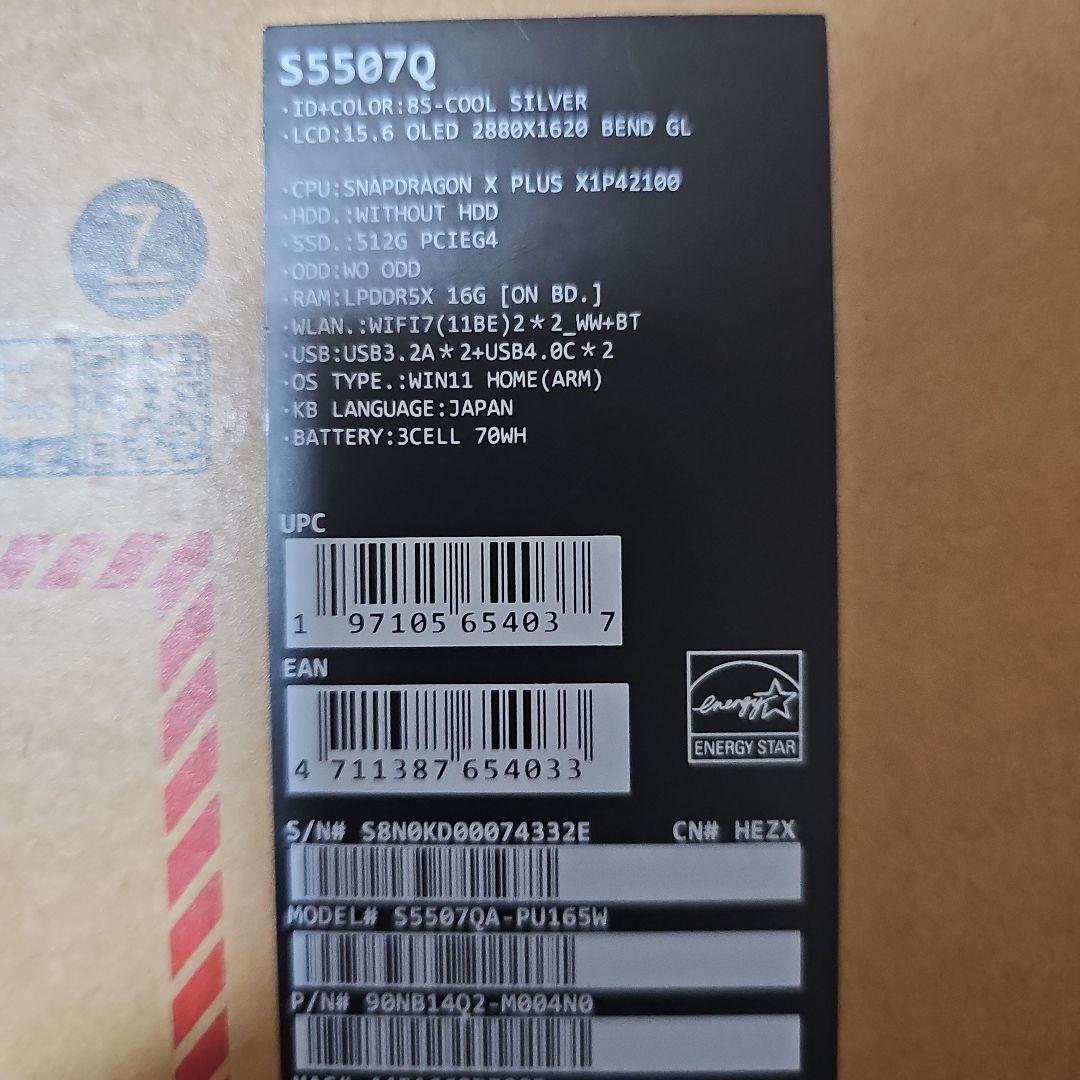 S5507Q
·ID+COLOR:8S-COOL SILVER
·LCD:15.6 OLED 2880X1620 BEND GL
·CPU:SNAPDRAGON X PLUS X1P42100
·HDD.:WITHOUT HDD
·SSD.:512G PCIEG4
·ODD:WO ODD
·RAM:LPDDR5X 16G [ON BD.]
·WLAN.:WIFI7(11BE)2*2_WW+BT
·USB:USB3.2A*2+USB4.0C*2
·OS TYPE.:WIN11 HOME(ARM)
·KB LANGUAGE:JAPAN
·BATTERY:3CELL 70WH
7
UPC
1 97105 65403 7
EAN
4 711387 654033
energy
ENERGY STAR
S/N# S8N0KD00074332E CN# HEZX
MODEL# S5507QA-PU165W
P/N# 90NB14Q2-M004N0